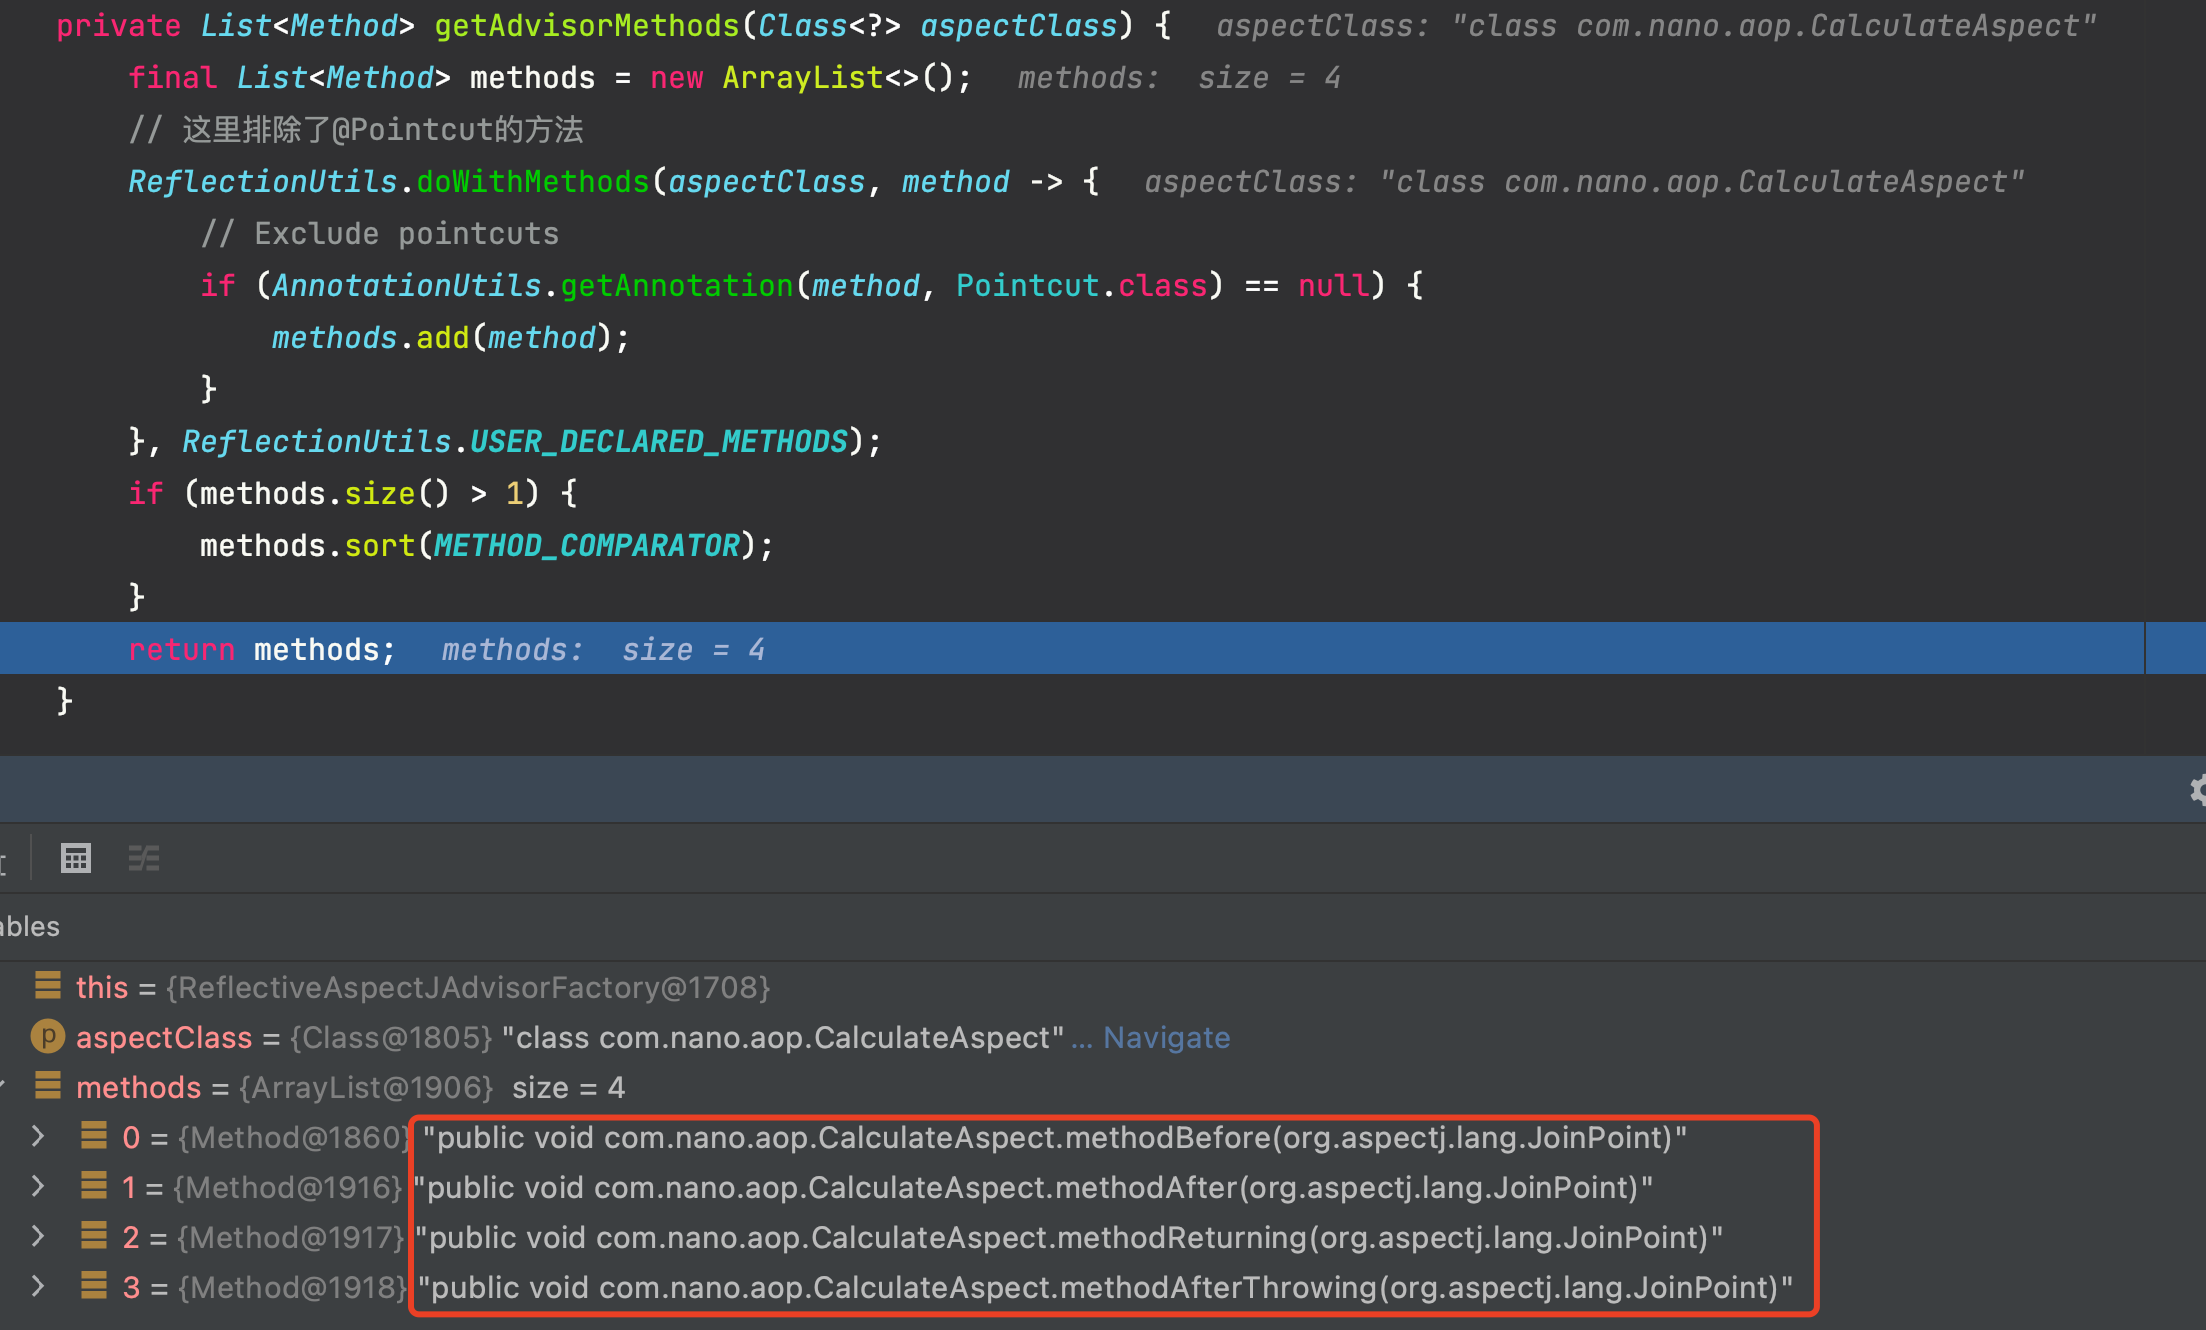 private List<Method> getAdvisorMethods(Class<?> aspectClass) {  aspectClass: "class com.nano.aop.CalculateAspect"
final List<Method> methods = new ArrayList<>();  methods:  size = 4
// 这里排除了@Pointcut的方法
ReflectionUtils.doWithMethods(aspectClass, method -> {  aspectClass: "class com.nano.aop.CalculateAspect"
// Exclude pointcuts
if (AnnotationUtils.getAnnotation(method, Pointcut.class) == null) {
methods.add(method);
}
}, ReflectionUtils.USER_DECLARED_METHODS);
if (methods.size() > 1) {
methods.sort(METHOD_COMPARATOR);
}
return methods;  methods:  size = 4
}
ables
this = {ReflectiveAspectJAdvisorFactory@1708}
p aspectClass = {Class@1805} "class com.nano.aop.CalculateAspect" ... Navigate
methods = {ArrayList@1906}  size = 4
0 = {Method@1860} "public void com.nano.aop.CalculateAspect.methodBefore(org.aspectj.lang.JoinPoint)"
1 = {Method@1916} "public void com.nano.aop.CalculateAspect.methodAfter(org.aspectj.lang.JoinPoint)"
2 = {Method@1917} "public void com.nano.aop.CalculateAspect.methodReturning(org.aspectj.lang.JoinPoint)"
3 = {Method@1918} "public void com.nano.aop.CalculateAspect.methodAfterThrowing(org.aspectj.lang.JoinPoint)"